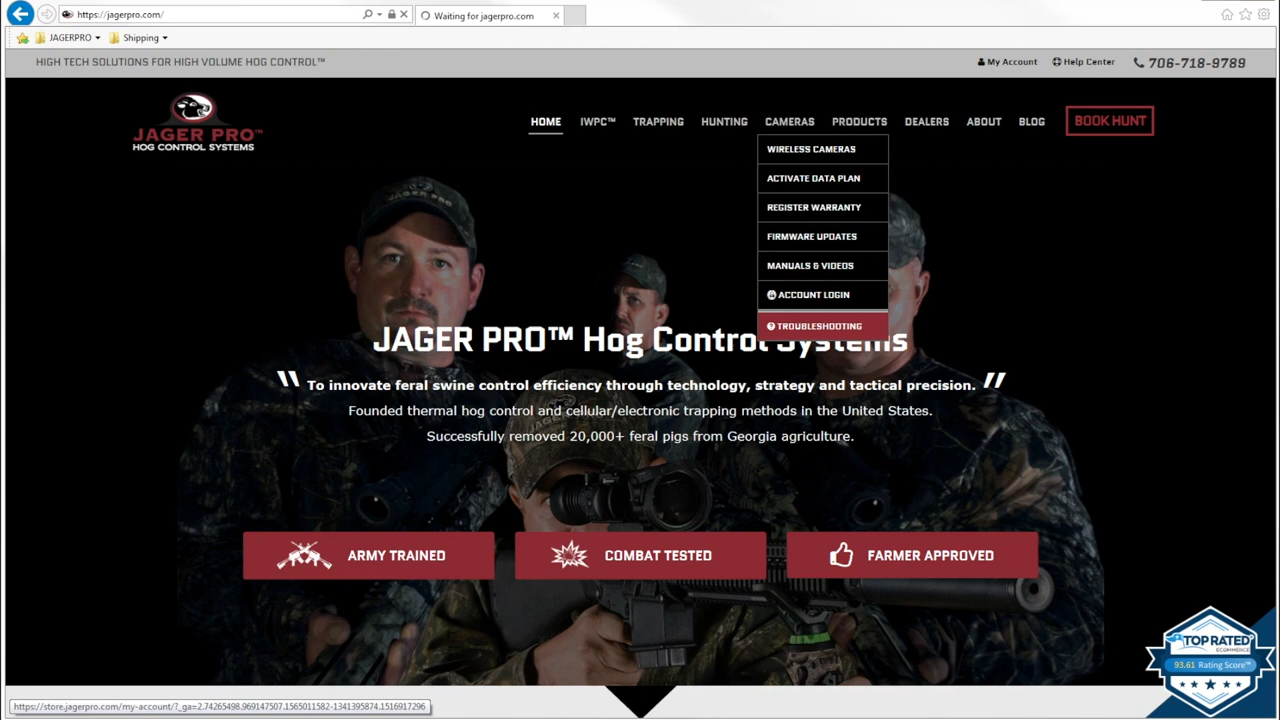 https://jagerpro.com/
Waiting for jagerpro.com
JAGERPRO
Shipping
HIGH TECH SOLUTIONS FOR HIGH VOLUME HOG CONTROL™
My Account
Help Center
706-718-9789
JAGER PRO™
HOG CONTROL SYSTEMS
HOME
IWPC™
TRAPPING
HUNTING
CAMERAS
PRODUCTS
DEALERS
ABOUT
BLOG
BOOK HUNT
WIRELESS CAMERAS
ACTIVATE DATA PLAN
REGISTER WARRANTY
FIRMWARE UPDATES
MANUALS & VIDEOS
ACCOUNT LOGIN
TROUBLESHOOTING
JAGER PRO
JAGER PRO™ Hog Control Systems
" To innovate feral swine control efficiency through technology, strategy and tactical precision. "
Founded thermal hog control and cellular/electronic trapping methods in the United States.
Successfully removed 20,000+ feral pigs from Georgia agriculture.
ARMY TRAINED
COMBAT TESTED
FARMER APPROVED
TOP RATED
ECOMMERCE
93.61 Rating Score™
https://store.jagerpro.com/my-account/?_ga=2.74265498.969147507.1565011582-1341395874.1516917296